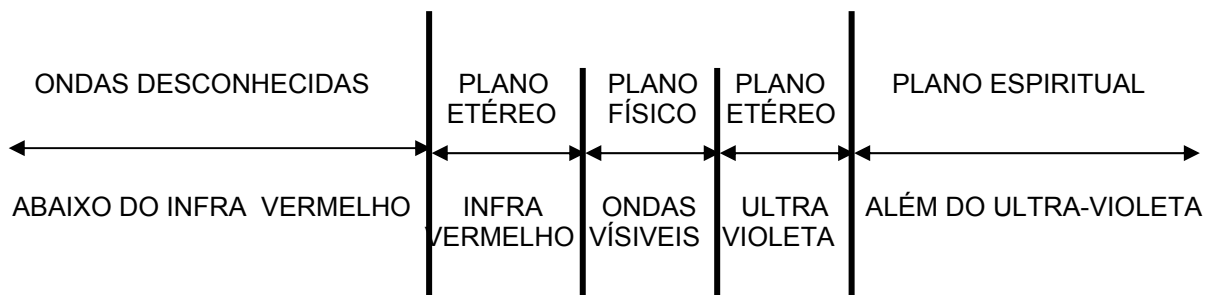 ONDAS DESCONHECIDAS
PLANO
ETÉREO
PLANO
FÍSICO
PLANO
ETÉREO
PLANO ESPIRITUAL
ABAIXO DO INFRA VERMELHO
INFRA
VERMELHO
ONDAS
VÍSIVEIS
ULTRA
VIOLETA
ALÉM DO ULTRA-VIOLETA